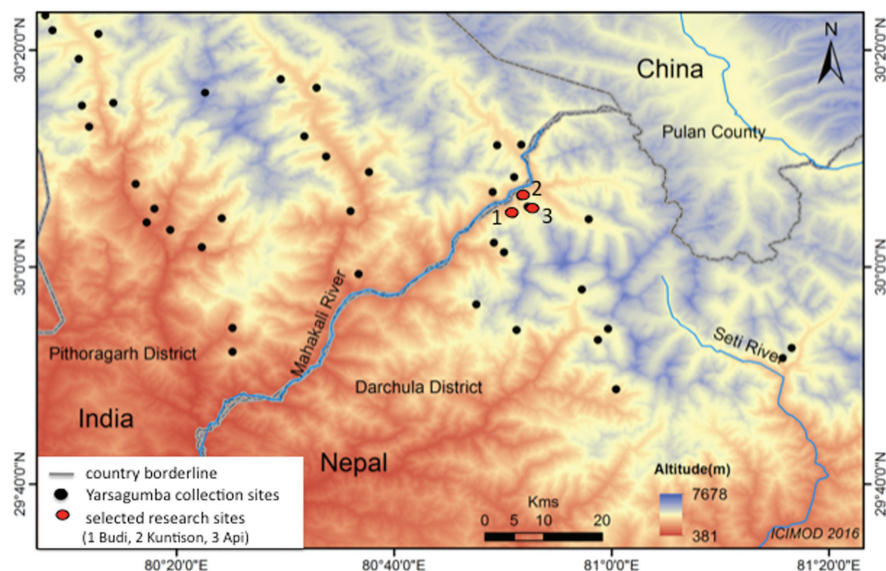 30°20'0"N
30°20'0"N
N
China
Pulan County
2
1
3
30°0'0"N
30°0'0"N
Mahakali River
Seti River
Pithoragarh District
Darchula District
India
Nepal
country borderline
Yarsagumba collection sites
selected research sites
(1 Budi, 2 Kuntison, 3 Api)
Kms
0 5 10 20
Altitude(m)
7678
381
ICIMOD 2016
29°40'0"N
29°40'0"N
80°20'0"E
80°40'0"E
81°0'0"E
81°20'0"E